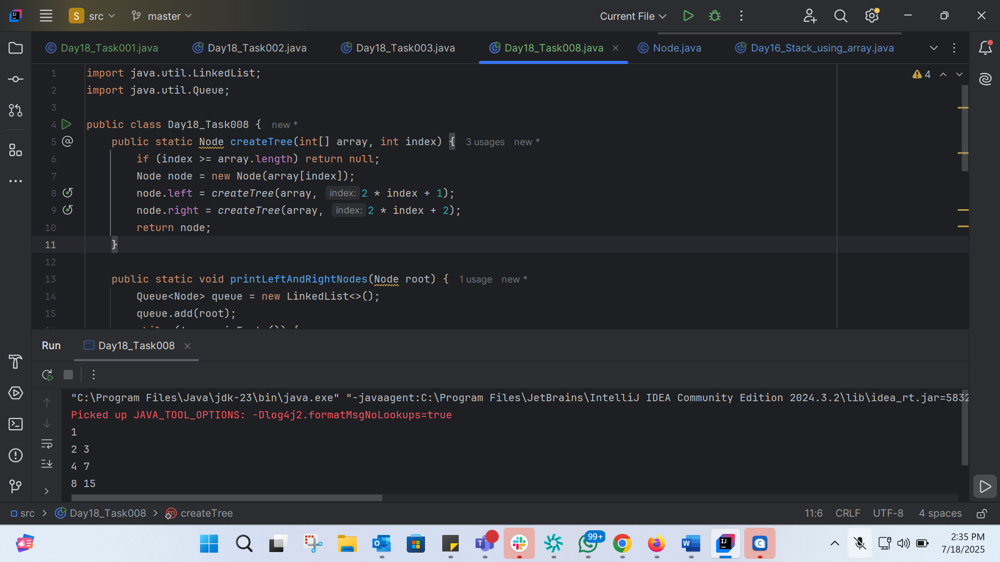 S src master Current File
Day18_Task001.java Day18_Task002.java Day18_Task003.java Day18_Task008.java Node.java Day16_Stack_using_array.java
4
1 import java.util.LinkedList;
2 import java.util.Queue;
3
4 public class Day18_Task008 { new *
5 public static Node createTree(int[] array, int index) { 3 usages new *
6 if (index >= array.length) return null;
7 Node node = new Node(array[index]);
8 node.left = createTree(array, index: 2 * index + 1);
9 node.right = createTree(array, index: 2 * index + 2);
10 return node;
11 }
12
13 public static void printLeftAndRightNodes(Node root) { 1 usage new *
14 Queue<Node> queue = new LinkedList<>();
15 queue.add(root);
Run Day18_Task008
"C:\Program Files\Java\jdk-23\bin\java.exe" "-javaagent:C:\Program Files\JetBrains\IntelliJ IDEA Community Edition 2024.3.2\lib\idea_rt.jar=5832
Picked up JAVA_TOOL_OPTIONS: -Dlog4j2.formatMsgNoLookups=true
1
2 3
4 7
8 15
src > Day18_Task008 > createTree 11:6 CRLF UTF-8 4 spaces
99+
2:35 PM
7/18/2025